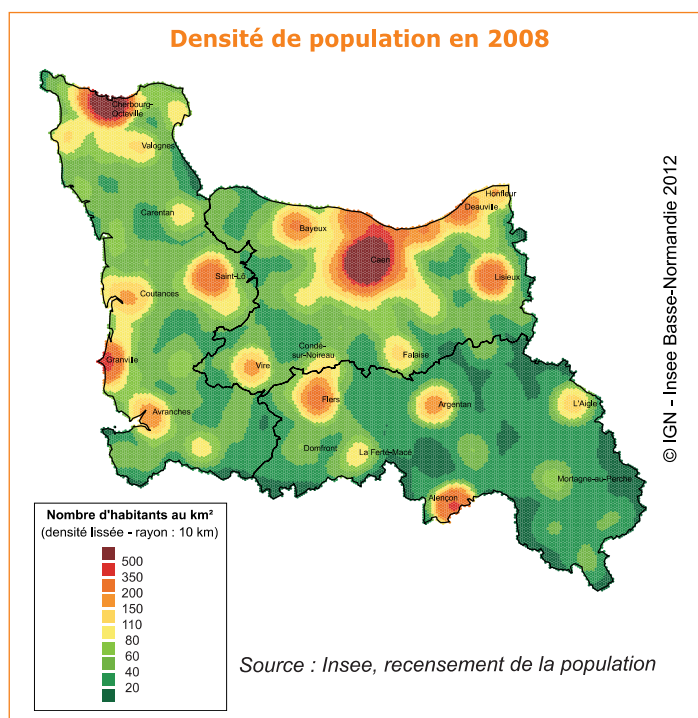 Densité de population en 2008
Cherbourg-
Octeville
Valognes
Carentan
Honfleur
Deauville
Bayeux
Caen
Lisieux
Saint-Lô
Coutances
Condé
-sur-Noireau
Falaise
Granville
Vire
Flers
Argentan
L'Aigle
Avranches
Domfront
La Ferté-Macé
Mortagne-au-Perche
Alençon
© IGN - Insee Basse-Normandie 2012
Nombre d'habitants au km²
(densité lissée - rayon : 10 km)
500
350
200
150
110
80
60
40
20
Source : Insee, recensement de la population